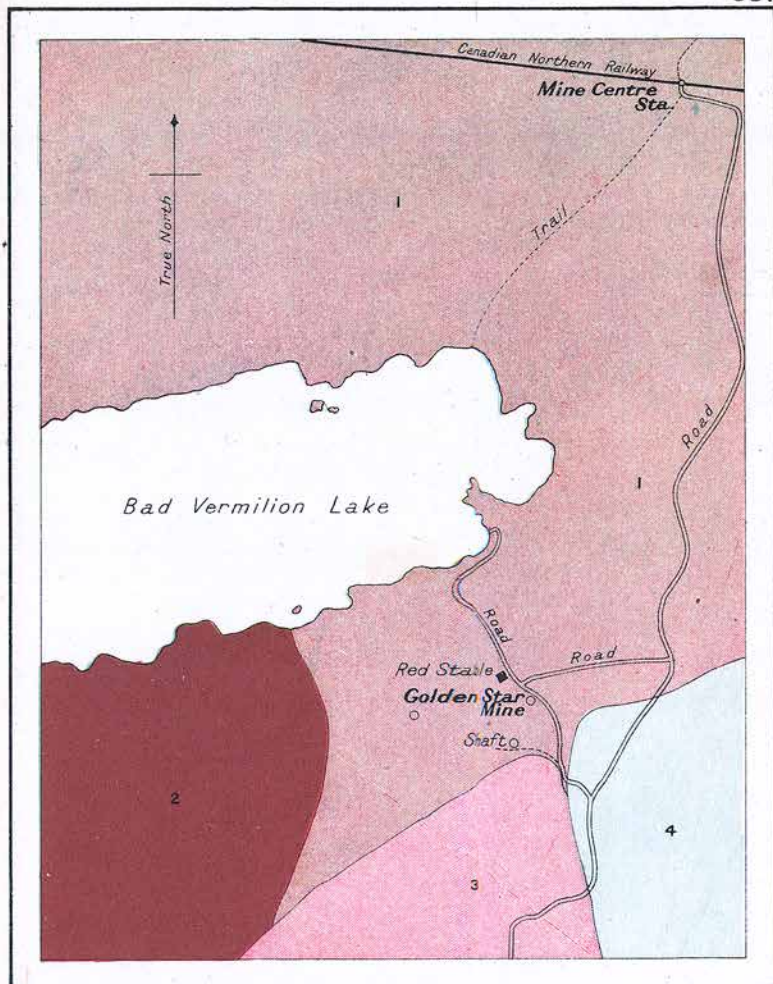 Canadian Northern Railway
Mine Centre
Sta.
True North
1
Trail
Road
Bad Vermilion Lake
1
Road
Road
Red Stable
Golden Star
Mine
Shaft
2
3
4